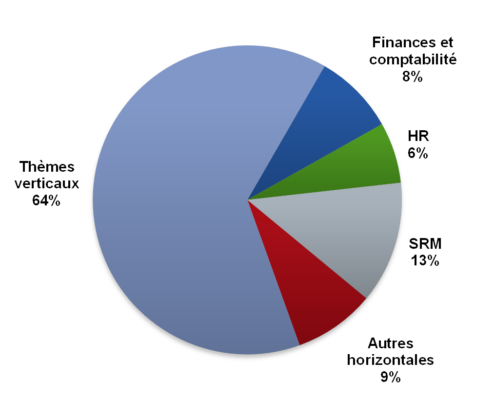 Finances et
comptabilité
8%
HR
6%
Thèmes
verticaux
64%
SRM
13%
Autres
horizontales
9%